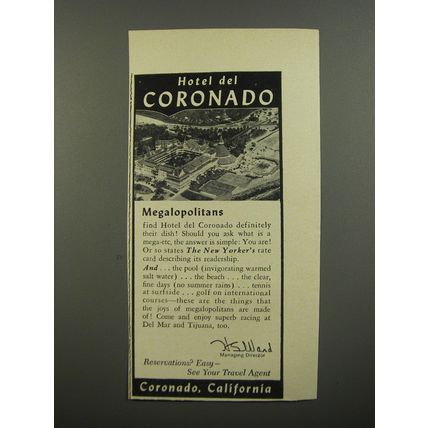 Hotel del
CORONADO
Megalopolitans
find Hotel del Coronado definitely
their dish! Should you ask what is a
mega-etc, the answer is simple: You are!
Or so states The New Yorker's rate
card describing its readership.
And . . . the pool (invigorating warmed
salt water) . . . the beach . . . the clear,
fine days (no summer rains) . . . tennis
at surfside . . . golf on international
courses—these are the things that
the joys of megalopolitans are made
of! Come and enjoy superb racing at
Del Mar and Tijuana, too.
HSWard
Managing Director
Reservations? Easy—
See Your Travel Agent
Coronado, California